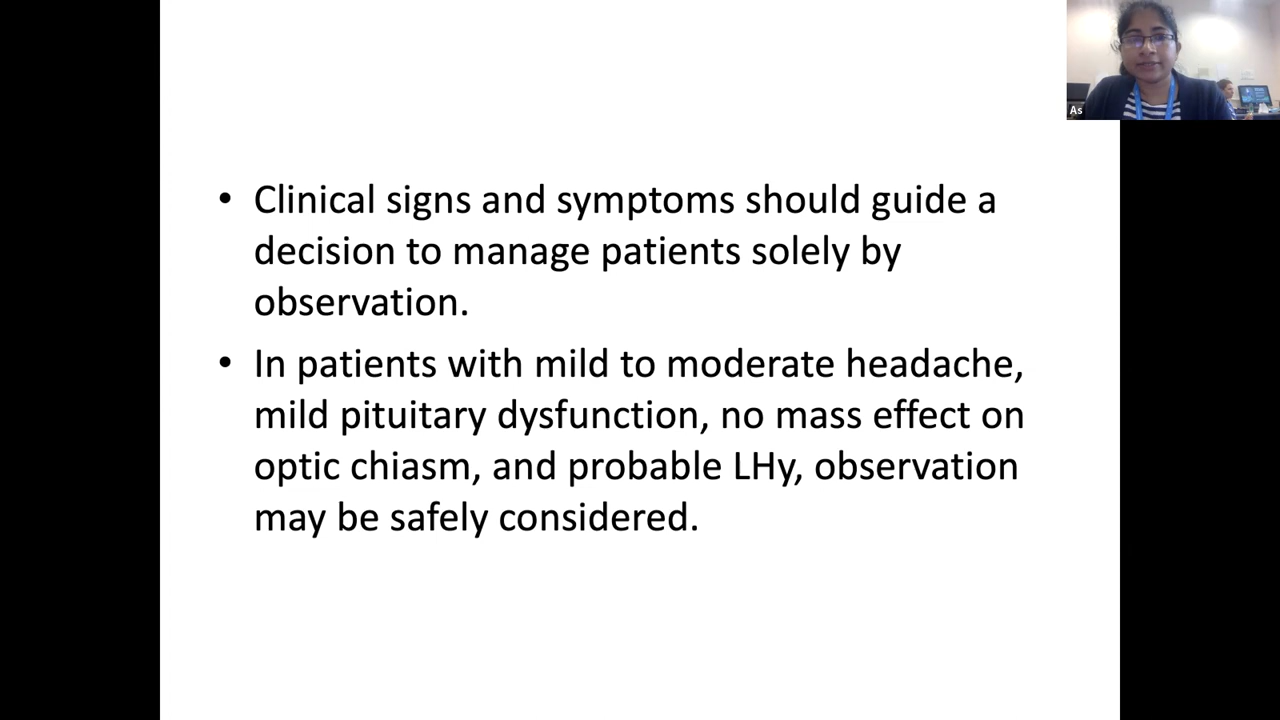 As
• Clinical signs and symptoms should guide a
decision to manage patients solely by
observation.
• In patients with mild to moderate headache,
mild pituitary dysfunction, no mass effect on
optic chiasm, and probable LHy, observation
may be safely considered.